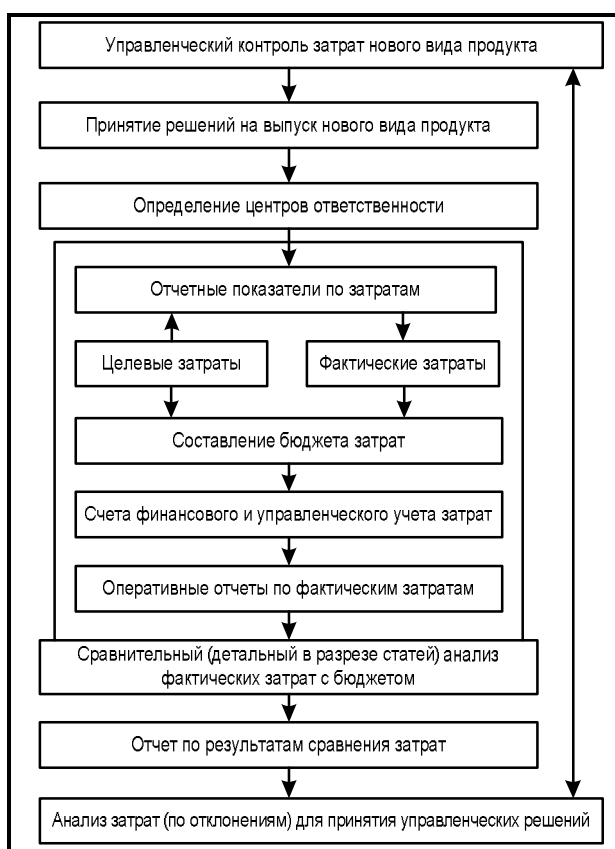 Управленческий контроль затрат нового вида продукта
Принятие решений на выпуск нового вида продукта
Определение центров ответственности
Отчетные показатели по затратам
Целевые затраты
Фактические затраты
Составление бюджета затрат
Счета финансового и управленческого учета затрат
Оперативные отчеты по фактическим затратам
Сравнительный (детальный в разрезе статей) анализ
фактических затрат с бюджетом
Отчет по результатам сравнения затрат
Анализ затрат (по отклонениям) для принятия управленческих решений